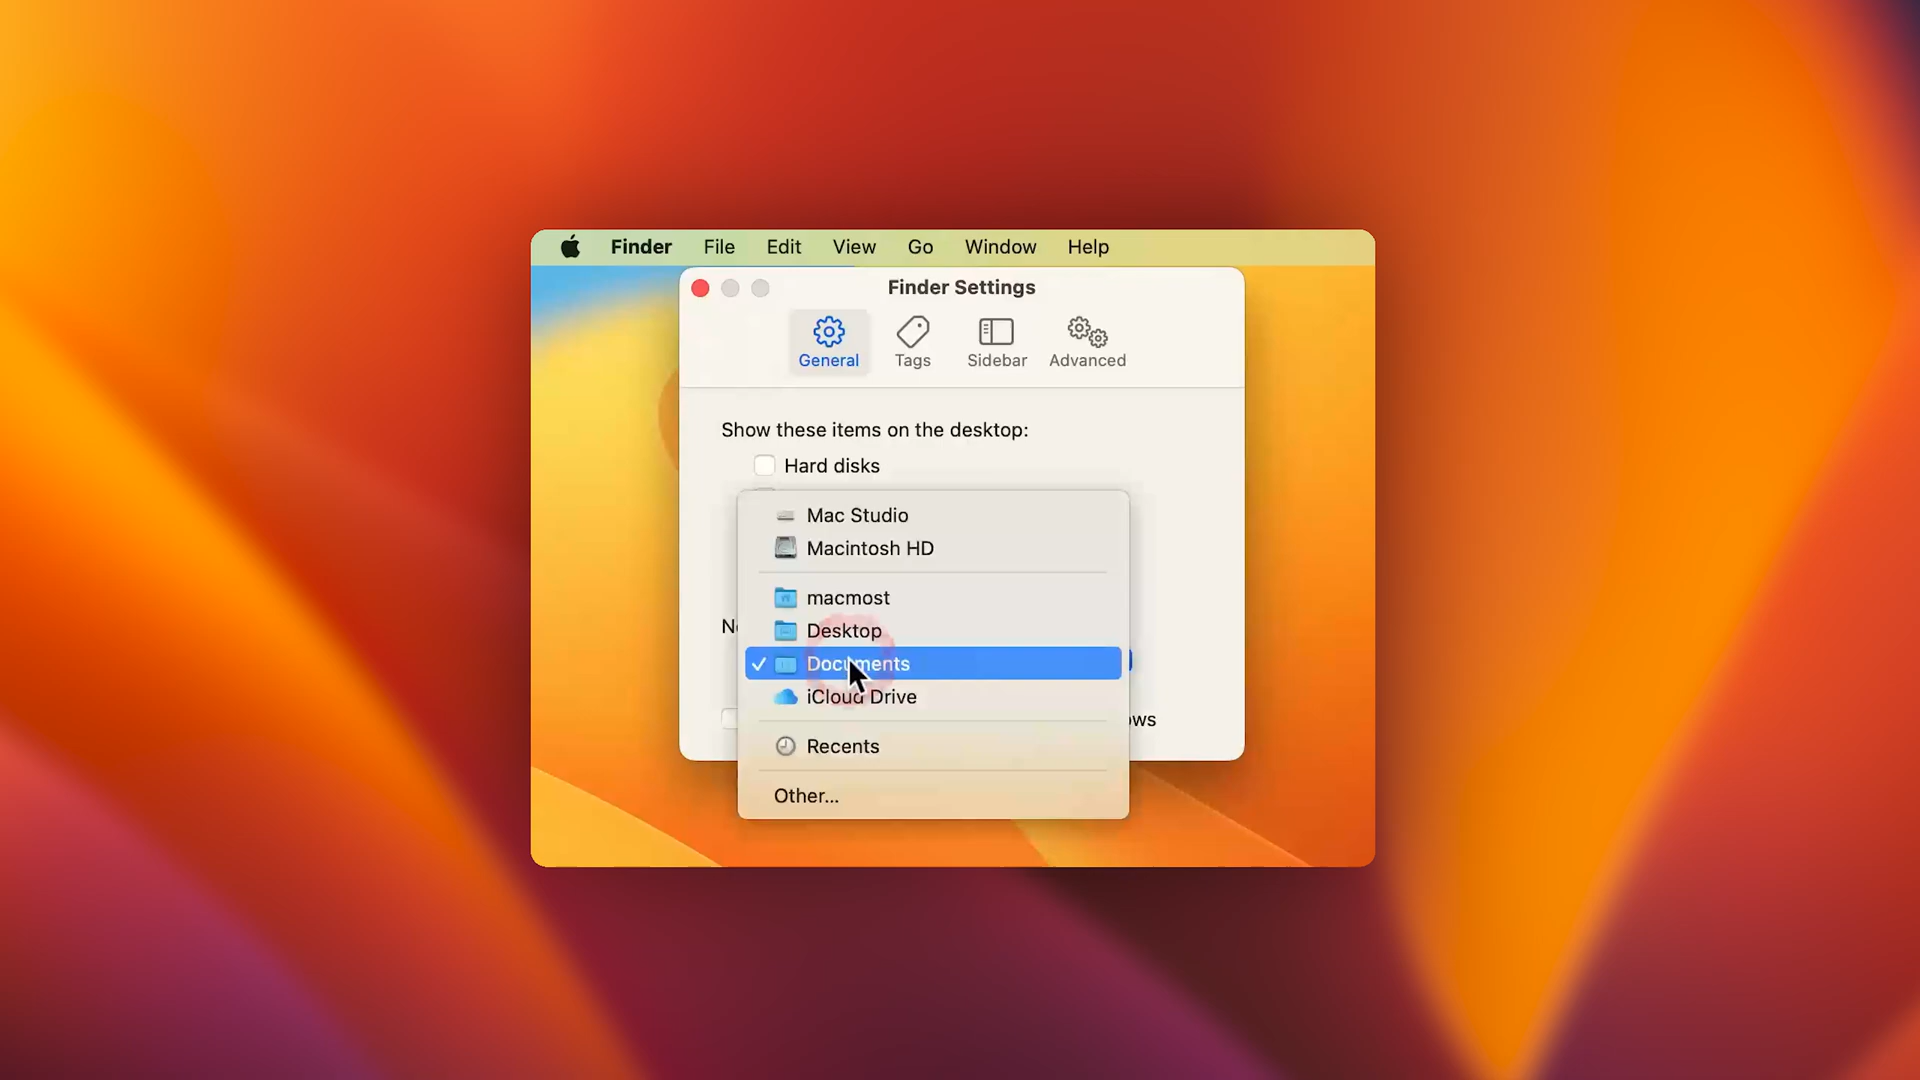 Finder File Edit View Go Window Help
Finder Settings
General Tags Sidebar Advanced
Show these items on the desktop:
Hard disks
Mac Studio
Macintosh HD
macmost
Desktop
Documents
iCloud Drive
Recents
Other...